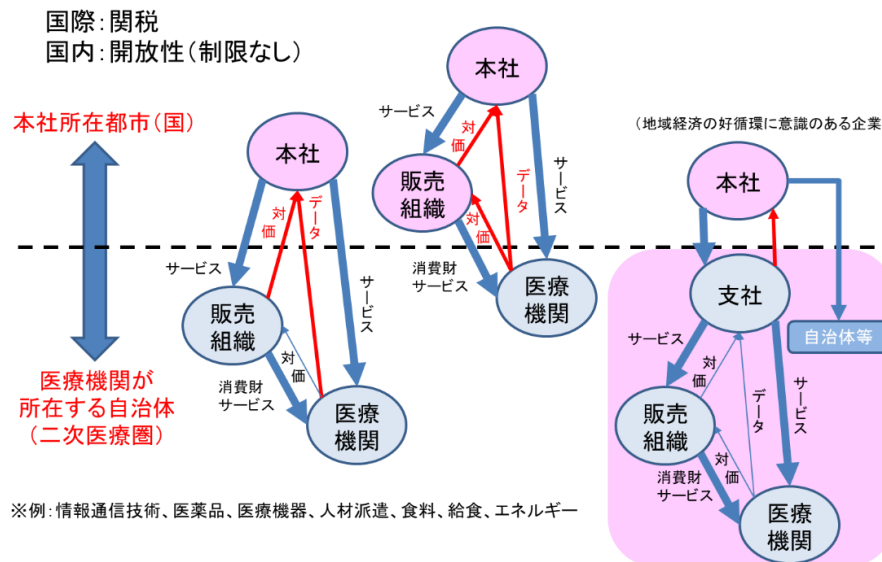 国際：関税
国内：開放性（制限なし）
本社所在都市（国）
医療機関が
所在する自治体
（二次医療圏）
本社
サービス
対価
データ
サービス
販売
組織
対価
消費財
サービス
医療
機関
本社
サービス
対価
データ
サービス
販売
組織
対価
消費財
サービス
医療
機関
（地域経済の好循環に意識のある企業
本社
支社
自治体等
サービス
対価
データ
サービス
販売
組織
対価
消費財
サービス
医療
機関
※例：情報通信技術、医薬品、医療機器、人材派遣、食料、給食、エネルギー